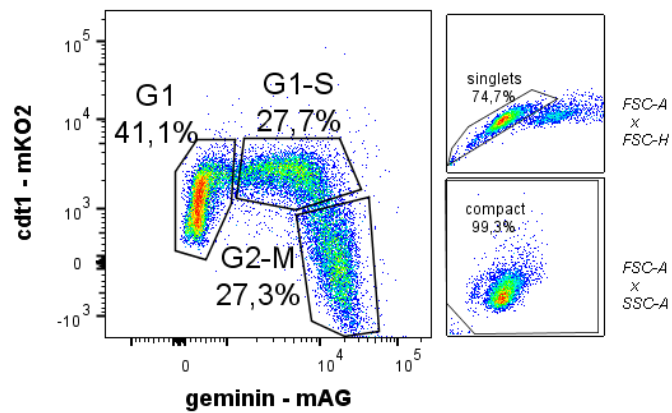 cdt1 - mKO2
10^5
10^4
10^3
0
-10^3
G1
41,1%
G1-S
27,7%
G2-M
27,3%
0
10^4
10^5
geminin - mAG
singlets
74,7%
FSC-A
x
FSC-H
compact
99,3%
FSC-A
x
SSC-A